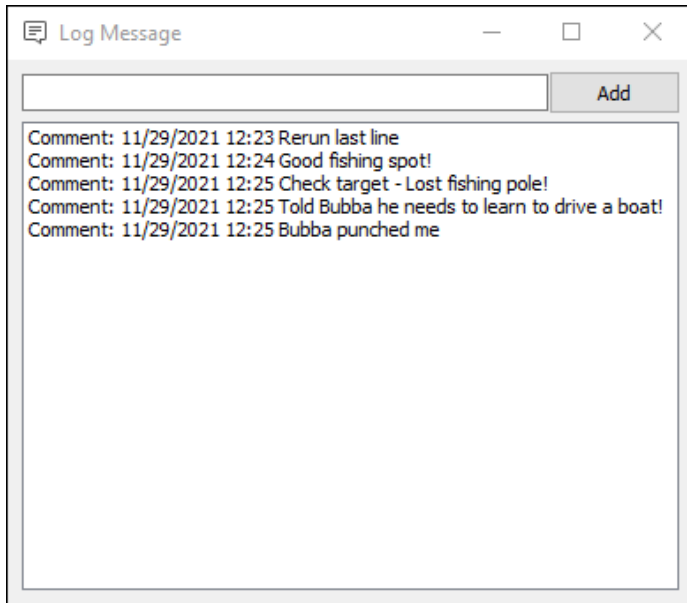 Log Message
Add
Comment: 11/29/2021 12:23 Rerun last line
Comment: 11/29/2021 12:24 Good fishing spot!
Comment: 11/29/2021 12:25 Check target - Lost fishing pole!
Comment: 11/29/2021 12:25 Told Bubba he needs to learn to drive a boat!
Comment: 11/29/2021 12:25 Bubba punched me